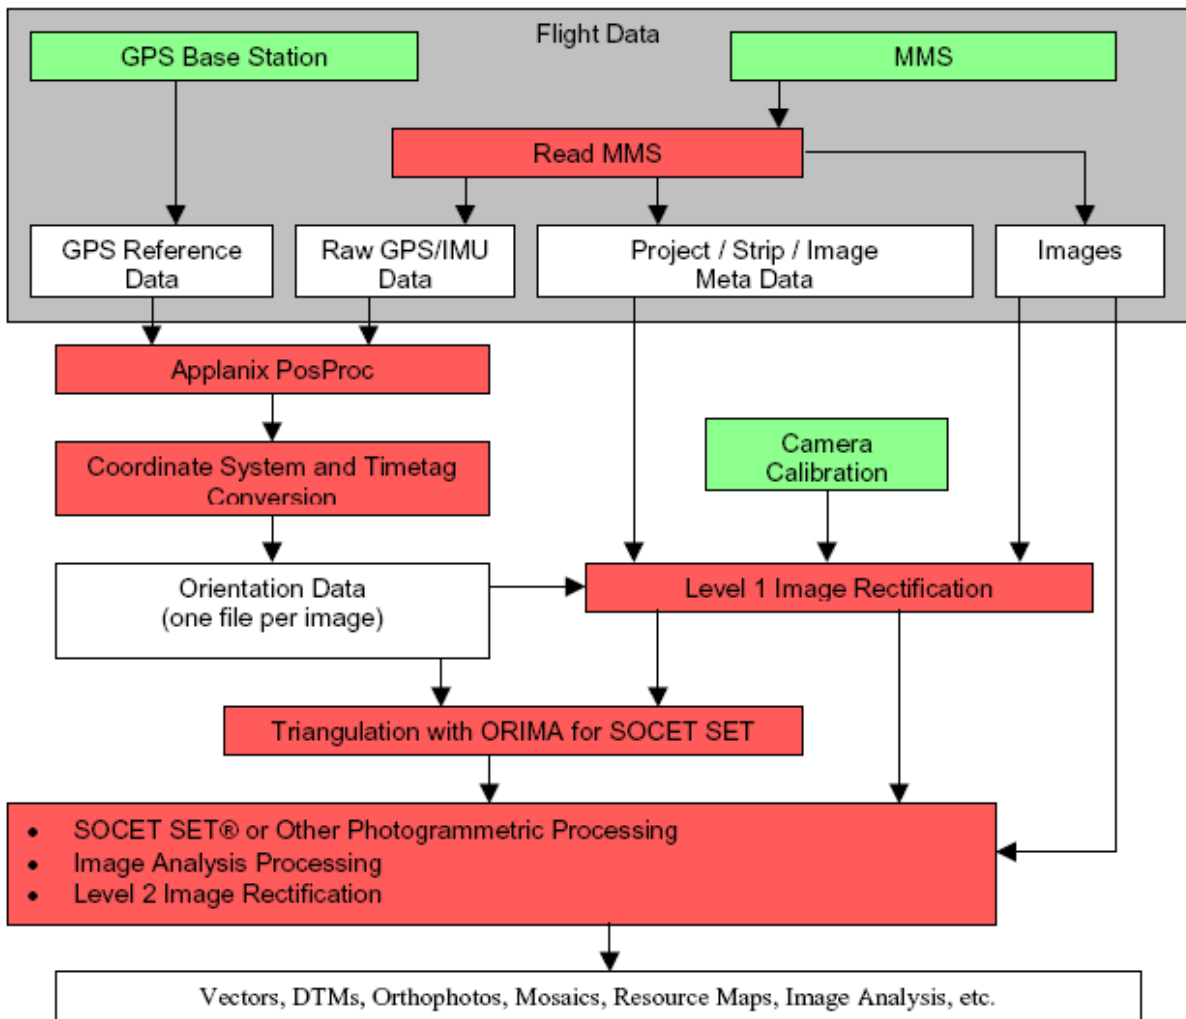 Flight Data
GPS Base Station
MMS
Read MMS
GPS Reference
Data
Raw GPS/IMU
Data
Project / Strip / Image
Meta Data
Images
Applanix PosProc
Camera
Calibration
Coordinate System and Timetag
Conversion
Orientation Data
(one file per image)
Level 1 Image Rectification
Triangulation with ORIMA for SOCET SET
• SOCET SET® or Other Photogrammetric Processing
• Image Analysis Processing
• Level 2 Image Rectification
Vectors, DTMs, Orthophotos, Mosaics, Resource Maps, Image Analysis, etc.